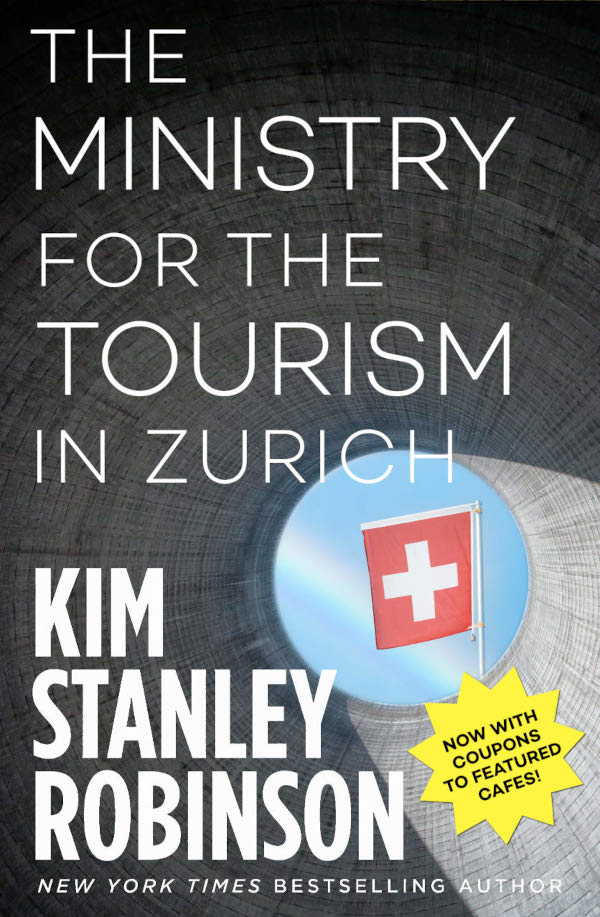 THE
MINISTRY
FOR THE
TOURISM
IN ZURICH
KIM
STANLEY
ROBINSON
NOW WITH
COUPONS
TO FEATURED
CAFES!
NEW YORK TIMES BESTSELLING AUTHOR